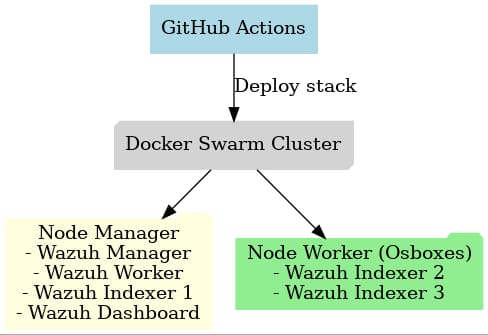 GitHub Actions
Deploy stack
Docker Swarm Cluster
Node Manager
- Wazuh Manager
- Wazuh Worker
- Wazuh Indexer 1
- Wazuh Dashboard
Node Worker (Osboxes)
- Wazuh Indexer 2
- Wazuh Indexer 3